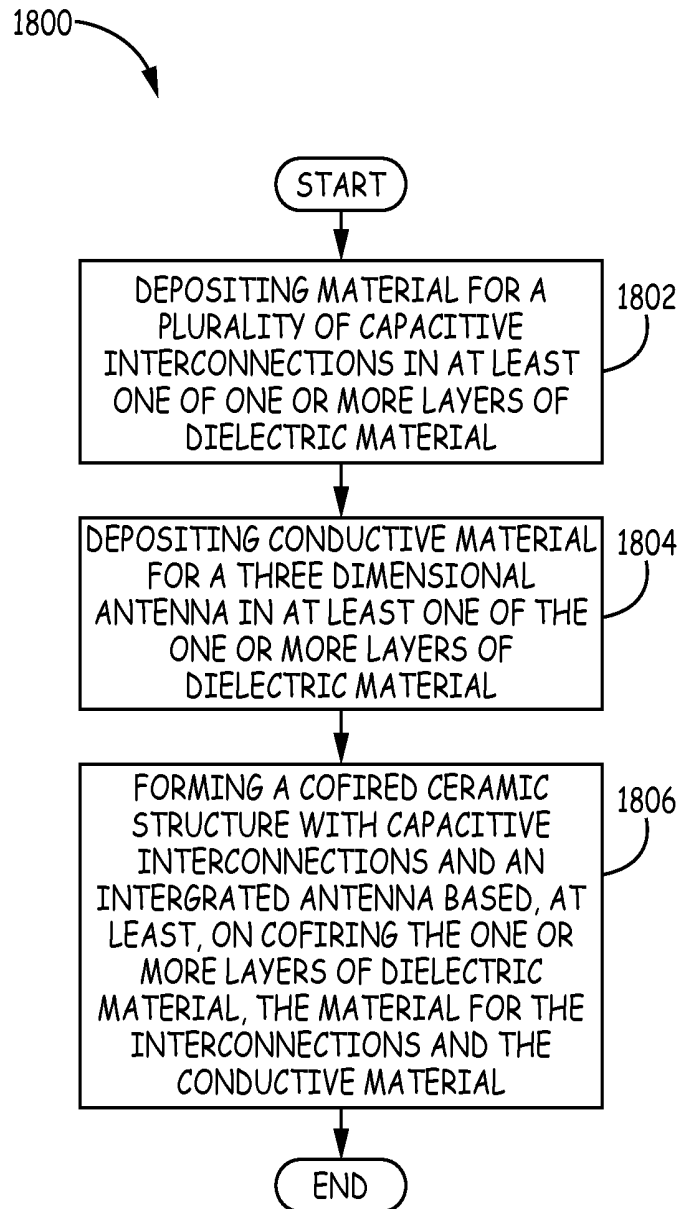 1800
START
DEPOSITING MATERIAL FOR A
PLURALITY OF CAPACITIVE
INTERCONNECTIONS IN AT LEAST
ONE OF ONE OR MORE LAYERS OF
DIELECTRIC MATERIAL
1802
DEPOSITING CONDUCTIVE MATERIAL
FOR A THREE DIMENSIONAL
ANTENNA IN AT LEAST ONE OF THE
ONE OR MORE LAYERS OF
DIELECTRIC MATERIAL
1804
FORMING A COFIRED CERAMIC
STRUCTURE WITH CAPACITIVE
INTERCONNECTIONS AND AN
INTERGRATED ANTENNA BASED, AT
LEAST, ON COFIRING THE ONE OR
MORE LAYERS OF DIELECTRIC
MATERIAL, THE MATERIAL FOR THE
INTERCONNECTIONS AND THE
CONDUCTIVE MATERIAL
1806
END